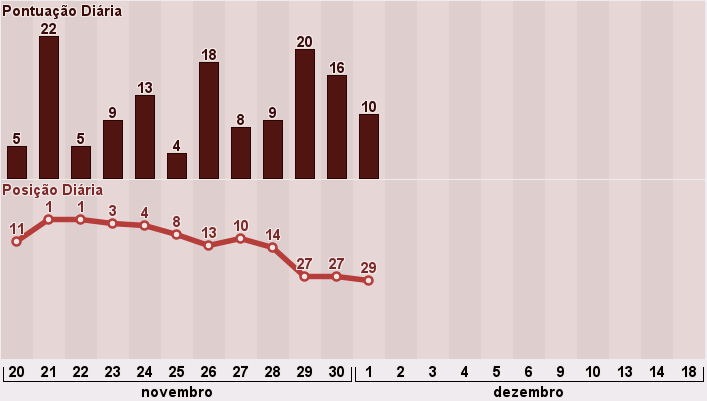 Pontuação Diária
5 22 5 9 13 4 18 8 9 20 16 10
Posição Diária
11 1 1 3 4 8 13 10 14 27 27 29
20 21 22 23 24 25 26 27 28 29 30 1 2 3 4 5 6 9 10 13 14 18
novembro dezembro